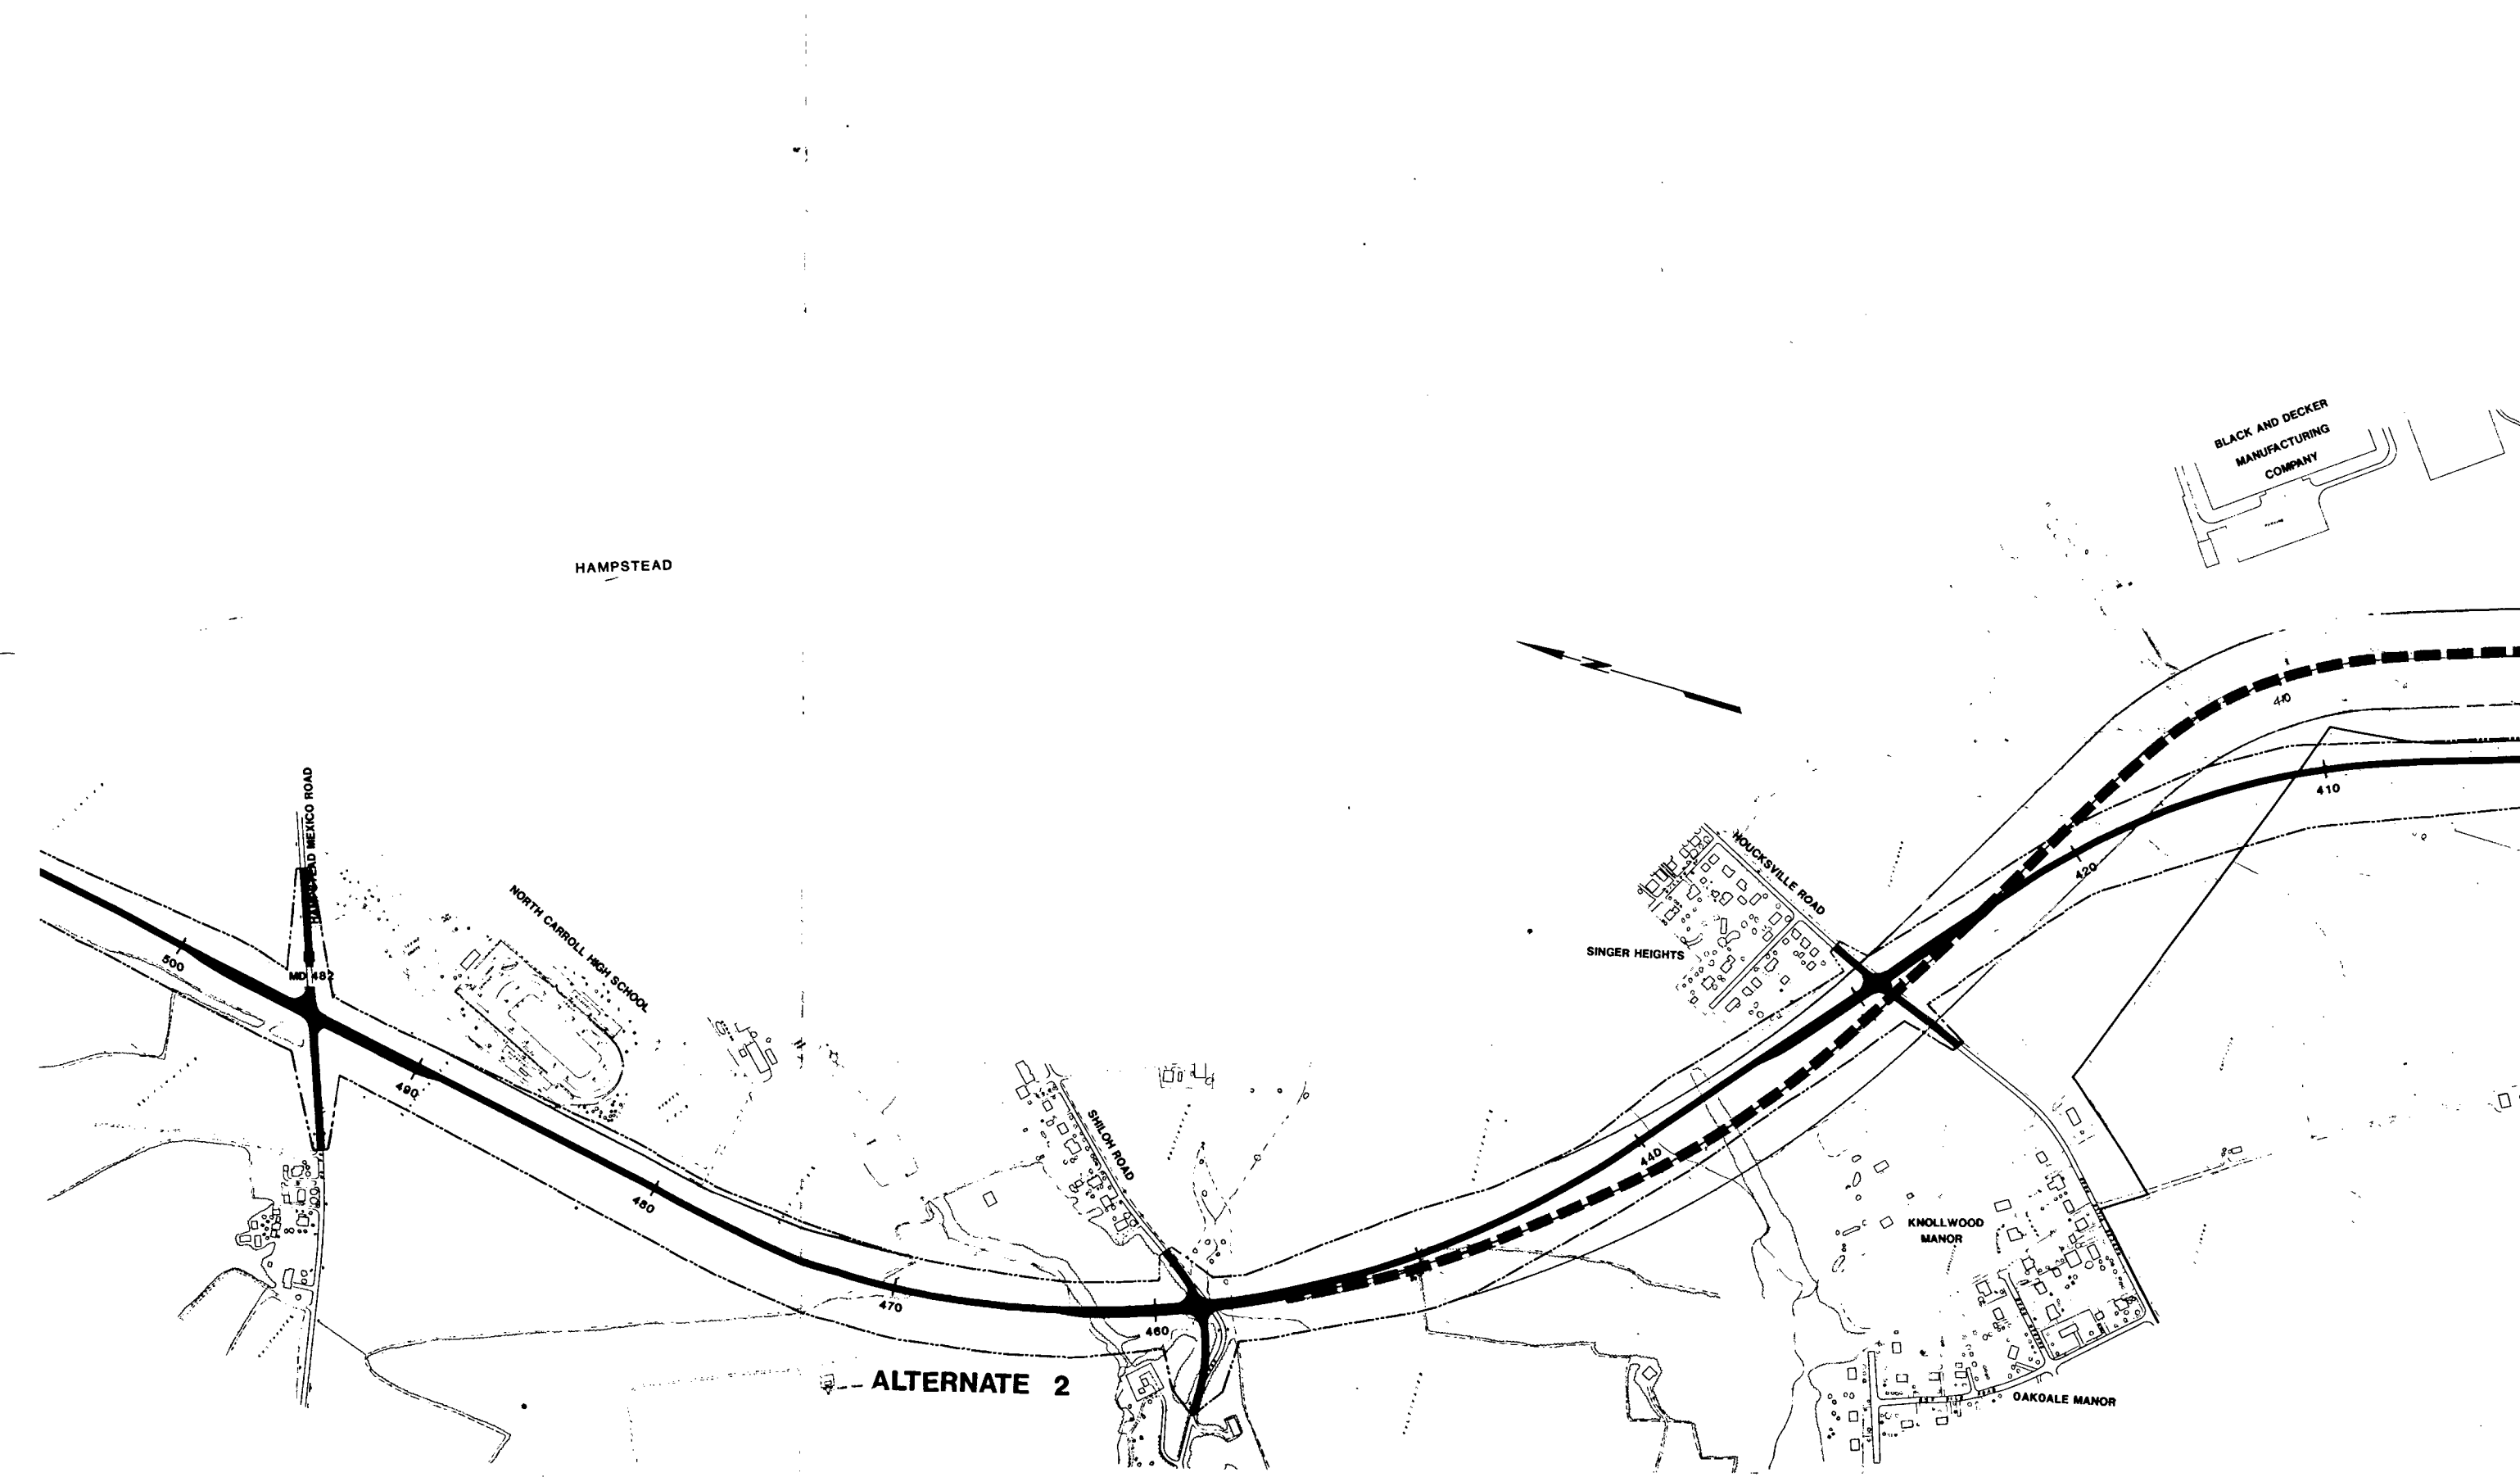 BLACK AND DECKER
MANUFACTURING
COMPANY
HAMPSTEAD
N
410
HAMPSTEAD MEXICO ROAD
410
HOUCKSVILLE ROAD
420
NORTH CARROLL HIGH SCHOOL
SINGER HEIGHTS
500
MD 482
490
SHILOH ROAD
440
480
KNOLLWOOD
MANOR
470
460
ALTERNATE 2
OAKDALE MANOR